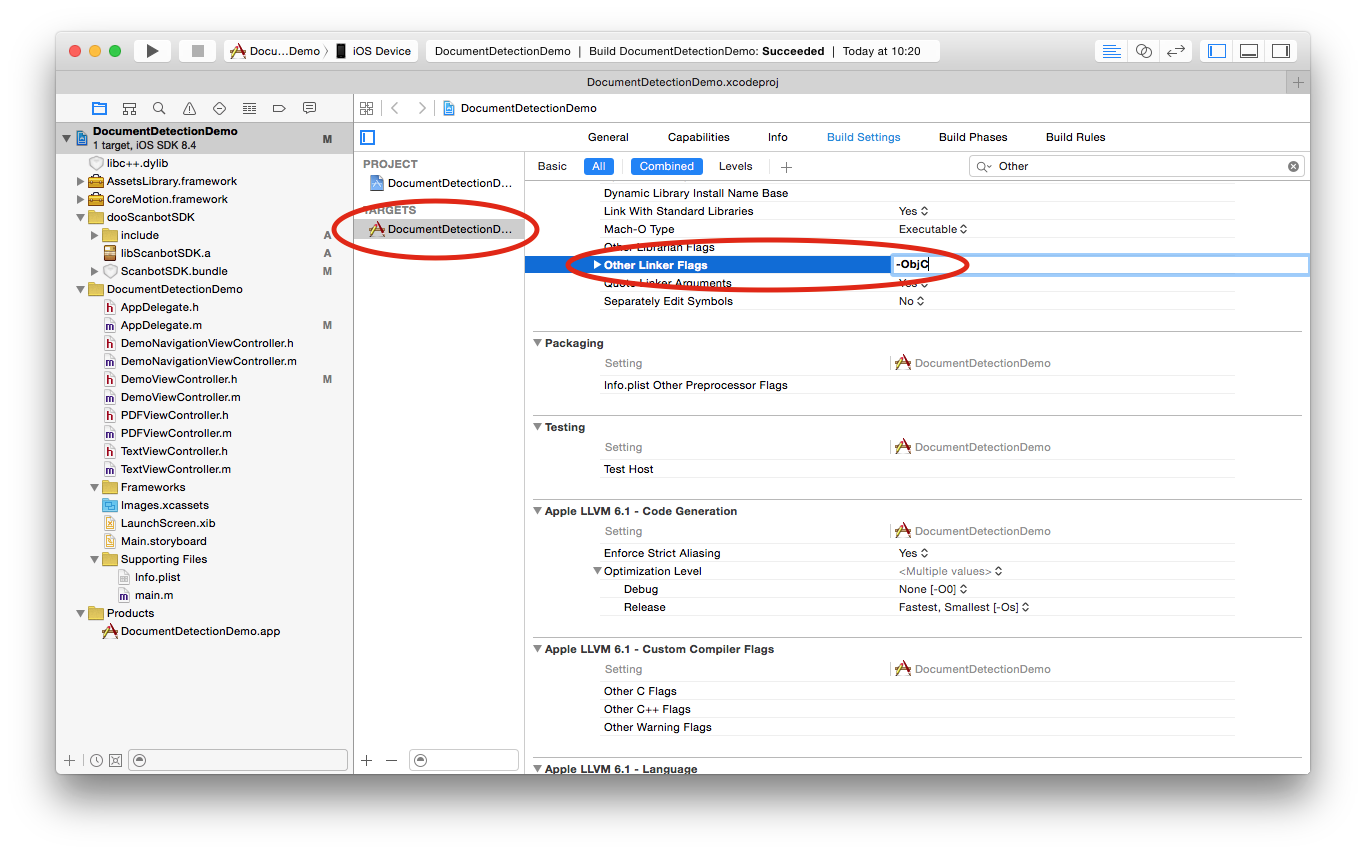 Docu...Demo 〉 iOS Device
DocumentDetectionDemo | Build DocumentDetectionDemo: Succeeded | Today at 10:20
DocumentDetectionDemo.xcodeproj
DocumentDetectionDemo
1 target, iOS SDK 8.4
M
libc++.dylib
AssetsLibrary.framework
CoreMotion.framework
dooScanbotSDK
include A
libScanbotSDK.a A
ScanbotSDK.bundle M
DocumentDetectionDemo
AppDelegate.h
AppDelegate.m M
DemoNavigationViewController.h
DemoNavigationViewController.m
DemoViewController.h M
DemoViewController.m
PDFViewController.h
PDFViewController.m
TextViewController.h
TextViewController.m
Frameworks
Images.xcassets
LaunchScreen.xib
Main.storyboard
Supporting Files
Info.plist
main.m
Products
DocumentDetectionDemo.app
DocumentDetectionDemo
General Capabilities Info Build Settings Build Phases Build Rules
PROJECT
DocumentDetectionD...
TARGETS
DocumentDetectionD...
Basic All Combined Levels Other
Dynamic Library Install Name Base
Link With Standard Libraries Yes
Mach-O Type Executable
Other Librarian Flags
Other Linker Flags -ObjC
Quote Linker Arguments Yes
Separately Edit Symbols No
Packaging
Setting DocumentDetectionDemo
Info.plist Other Preprocessor Flags
Testing
Setting DocumentDetectionDemo
Test Host
Apple LLVM 6.1 - Code Generation
Setting DocumentDetectionDemo
Enforce Strict Aliasing Yes
Optimization Level <Multiple values>
Debug None [-O0]
Release Fastest, Smallest [-Os]
Apple LLVM 6.1 - Custom Compiler Flags
Setting DocumentDetectionDemo
Other C Flags
Other C++ Flags
Other Warning Flags
Apple LLVM 6.1 - Language